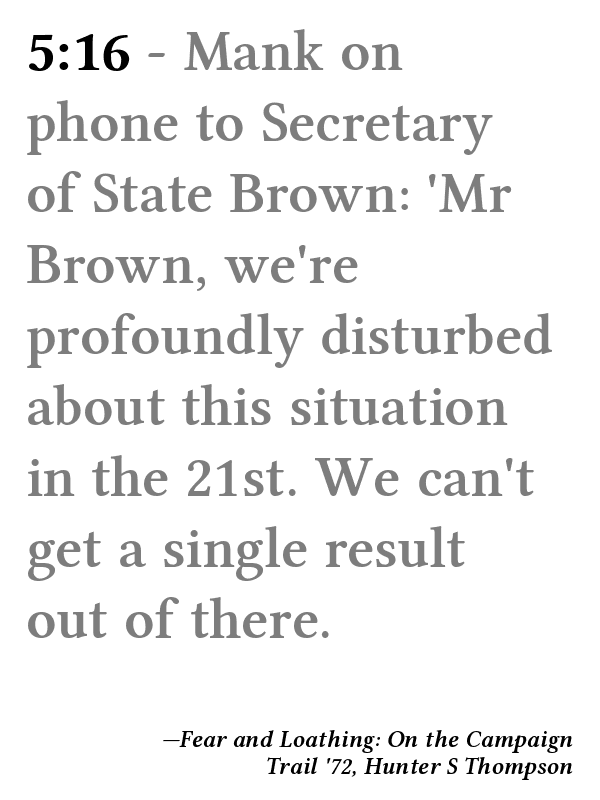 5:16 - Mank on
phone to Secretary
of State Brown: 'Mr
Brown, we're
profoundly disturbed
about this situation
in the 21st. We can't
get a single result
out of there.
—Fear and Loathing: On the Campaign
Trail '72, Hunter S Thompson